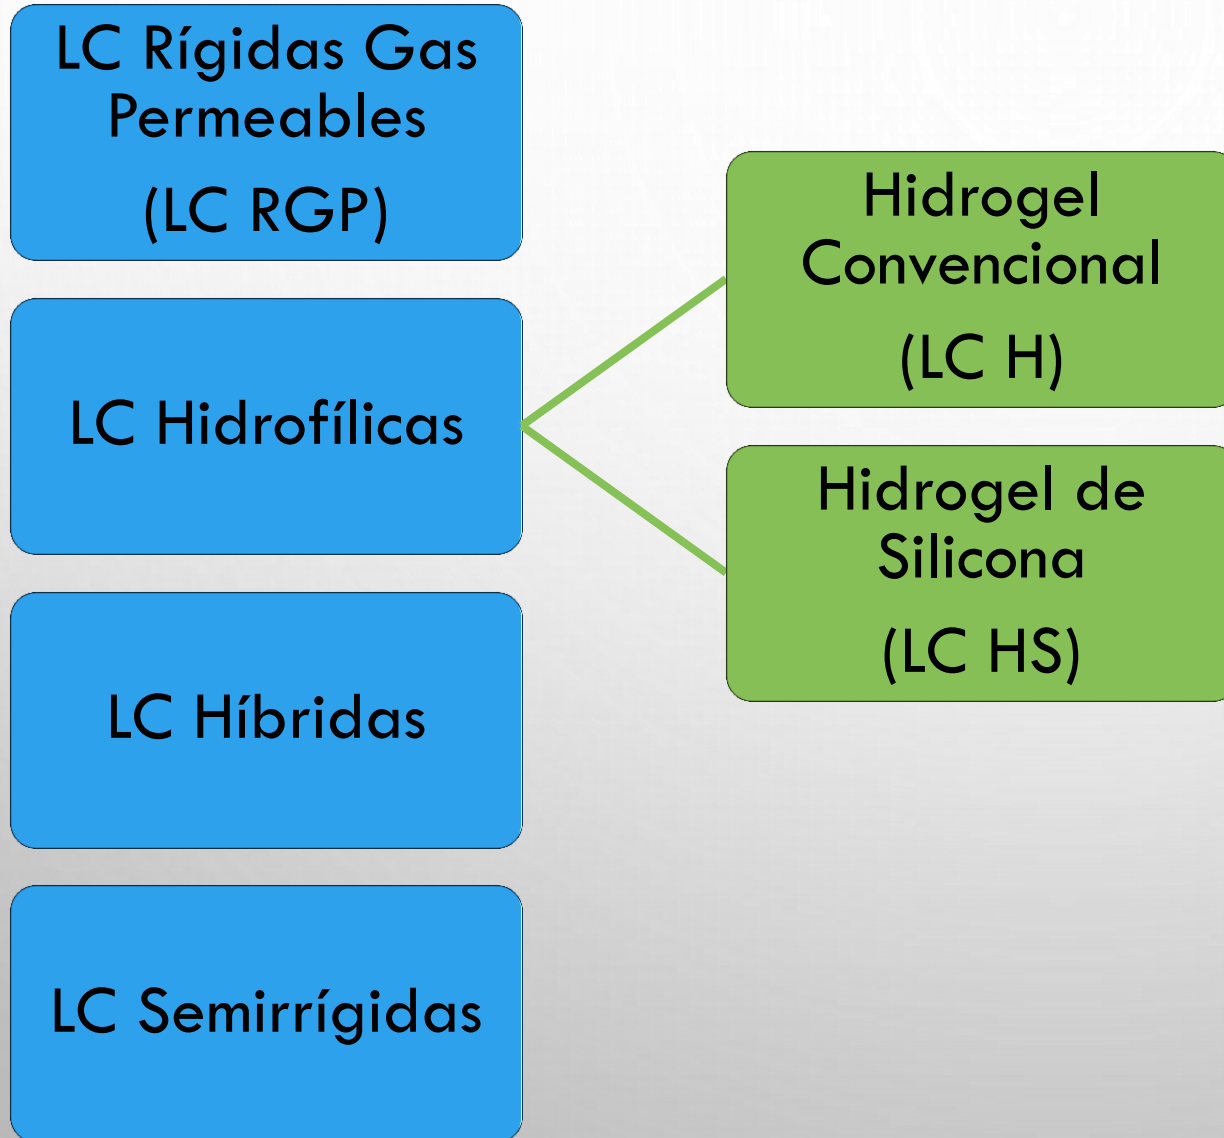 LC Rígidas Gas
Permeables
(LC RGP)
LC Hidrofílicas
LC Híbridas
LC Semirrígidas
Hidrogel
Convencional
(LC H)
Hidrogel de
Silicona
(LC HS)